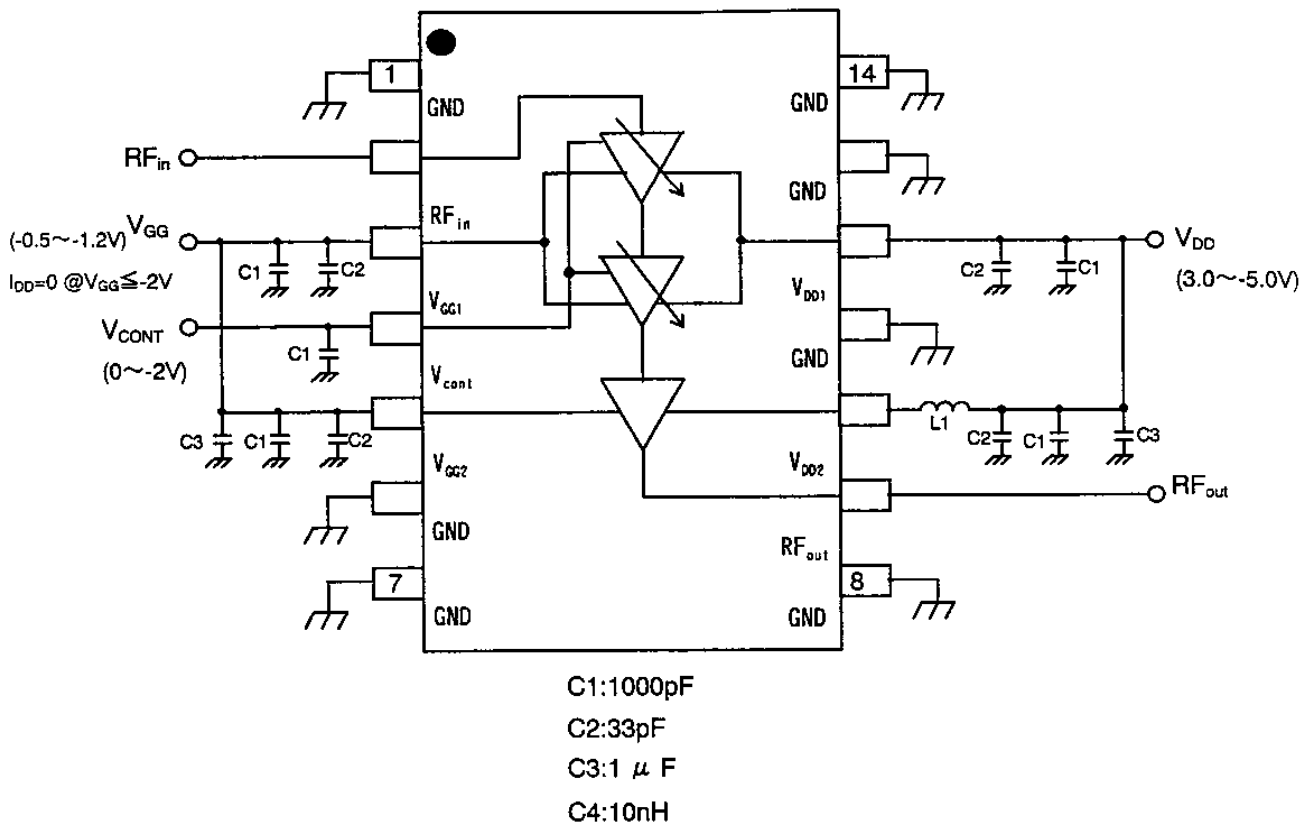 1
14
GND
GND
RFin
GND
RFin
VGG
(-0.5~-1.2V)
C1
C2
C2
C1
VDD
IDD=0 @VGG≦-2V
(3.0~-5.0V)
VGG1
VDD1
VCONT
C1
GND
(0~-2V)
Vcont
L1
C3
C1
C2
C2
C1
C3
VGG2
VDD2
RFout
GND
RFout
7
8
GND
GND
C1:1000pF
C2:33pF
C3:1 μ F
C4:10nH